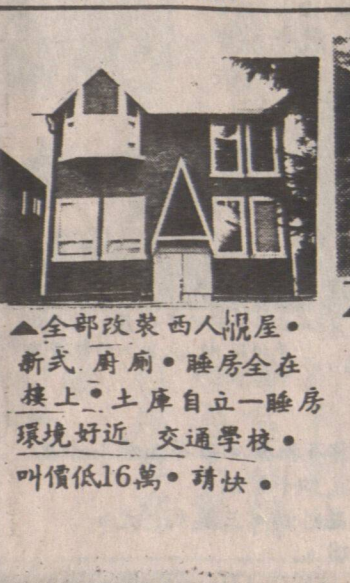 ▲全部改裝西人靚屋•
新式 廚廁•睡房全在
樓上•土庫自立一睡房
環境好近 交通學校•
叫價低16萬•請快•